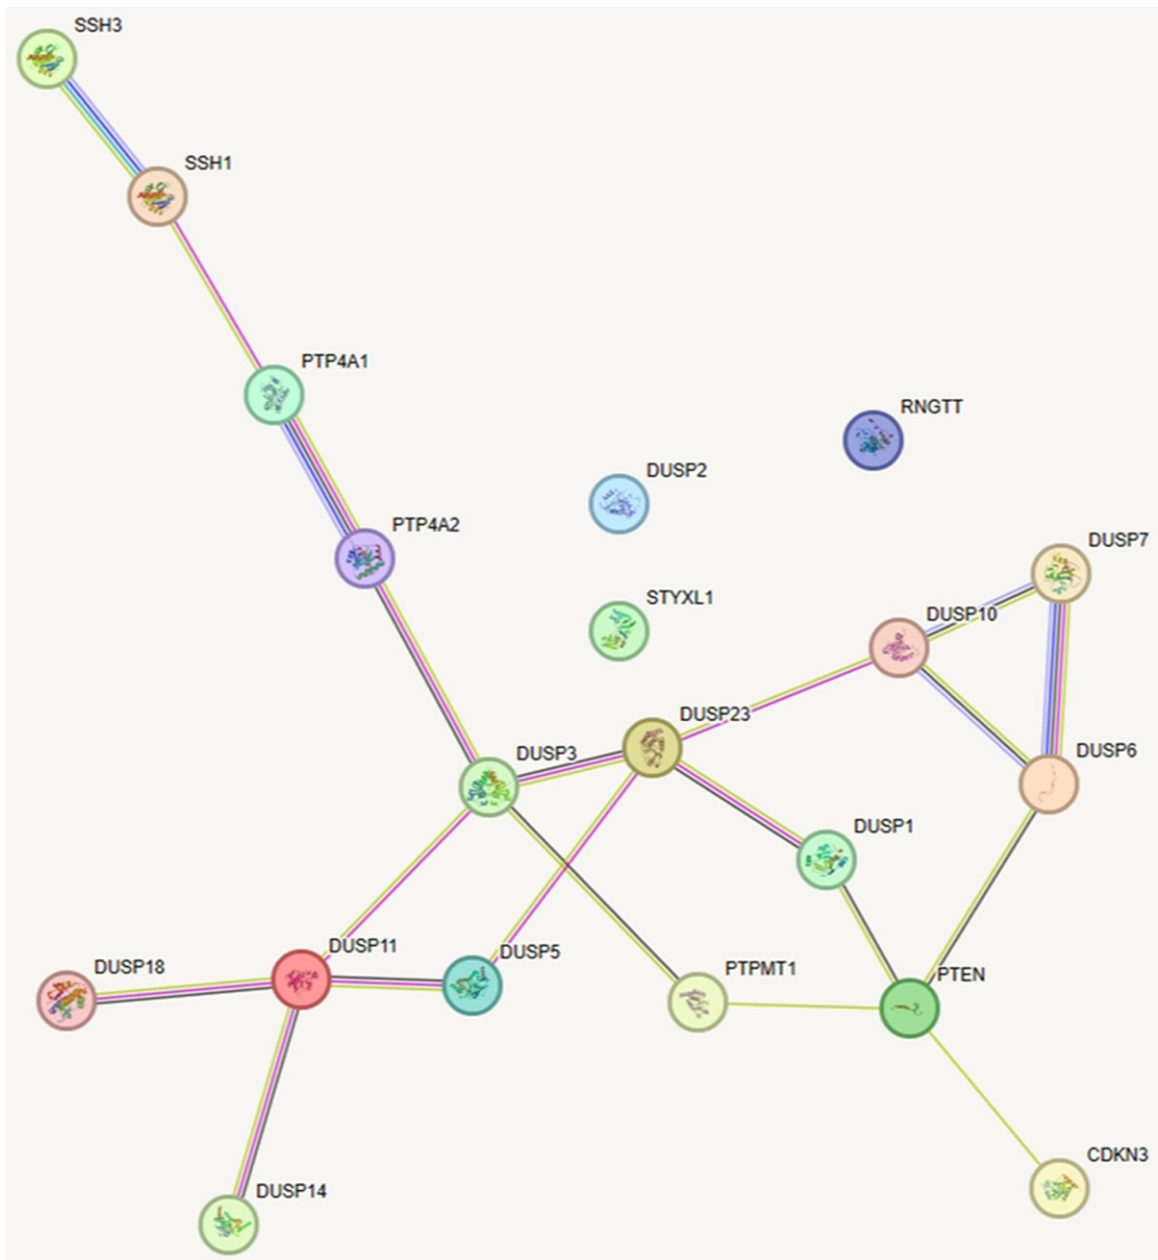 SSH3
SSH1
PTP4A1
RNGTT
DUSP2
PTP4A2
DUSP7
STYXL1
DUSP10
DUSP23
DUSP3
DUSP6
DUSP1
DUSP11
DUSP5
DUSP18
PTPMT1
PTEN
CDKN3
DUSP14